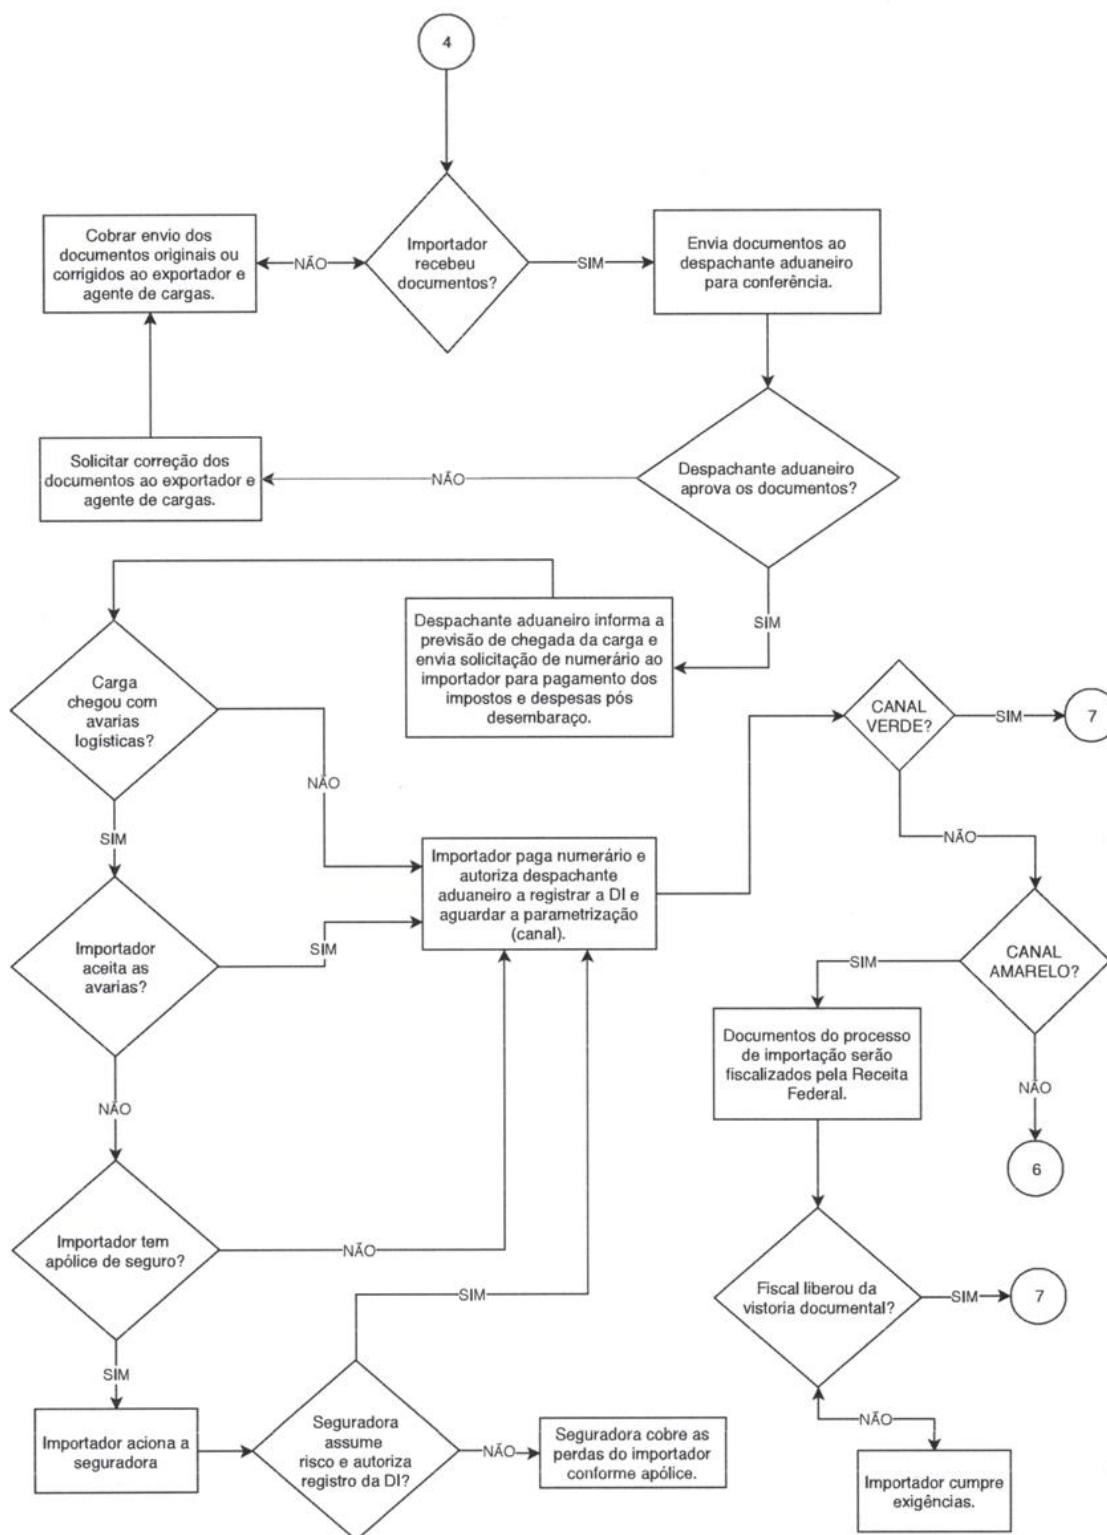 4
Importador
recebeu
documentos?
NÃO
Cobrar envio dos
documentos originais ou
corrigidos ao exportador e
agente de cargas.
SIM
Envia documentos ao
despachante aduaneiro
para conferência.
Despachante aduaneiro
aprova os documentos?
NÃO
Solicitar correção dos
documentos ao exportador e
agente de cargas.
SIM
Despachante aduaneiro informa a
previsão de chegada da carga e
envia solicitação de numerário ao
importador para pagamento dos
impostos e despesas pós
desembaraço.
Carga
chegou com
avarias
logísticas?
NÃO
SIM
Importador paga numerário e
autoriza despachante
aduaneiro a registrar a DI e
aguardar a parametrização
(canal).
Importador
aceita as
avarias?
SIM
NÃO
Importador tem
apólice de seguro?
NÃO
SIM
Importador aciona a
seguradora
Seguradora
assume
risco e autoriza
registro da DI?
SIM
NÃO
Seguradora cobre as
perdas do importador
conforme apólice.
CANAL
VERDE?
SIM
7
NÃO
CANAL
AMARELO?
SIM
NÃO
6
Documentos do processo
de importação serão
fiscalizados pela Receita
Federal.
Fiscal liberou da
vistoria documental?
SIM
7
NÃO
Importador cumpre
exigências.